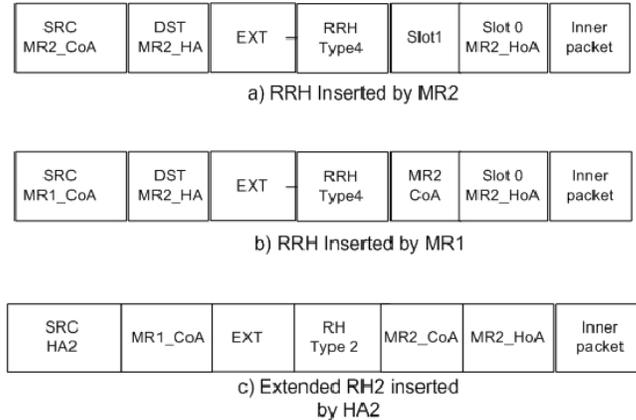 SRC DST EXT RRH Slot1 Slot 0 Inner
MR2_CoA MR2_HA Type4 MR2_HoA packet
a) RRH Inserted by MR2
SRC DST EXT RRH MR2 Slot 0 Inner
MR1_CoA MR2_HA Type4 CoA MR2_HoA packet
b) RRH Inserted by MR1
SRC MR1_CoA EXT RH MR2_CoA MR2_HoA Inner
HA2 Type 2 packet
c) Extended RH2 inserted
by HA2